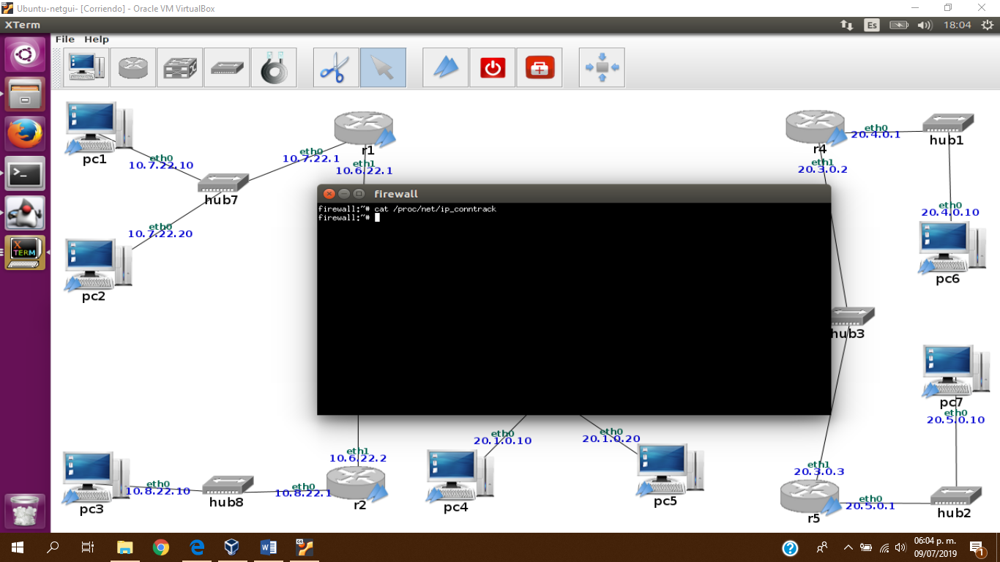 Ubuntu-netgui- [Corriendo] - Oracle VM VirtualBox
XTerm
Es
18:04
File Help
pc1
eth0
10.7.22.10
hub7
eth0
10.7.22.1
r1
eth1
10.6.22.1
eth0
10.7.22.20
pc2
firewall
firewall:~# cat /proc/net/ip_conntrack
firewall:~#
r4
eth0
20.4.0.1
hub1
eth1
20.3.0.2
eth0
20.4.0.10
pc6
hub3
pc7
eth0
20.5.0.10
X
TERM
pc3
eth0
10.8.22.10
hub8
eth0
10.8.22.1
eth1
10.6.22.2
r2
eth0
20.1.0.10
pc4
eth0
20.1.0.20
pc5
eth1
20.3.0.3
r5
eth0
20.5.0.1
hub2
06:04 p. m.
09/07/2019
1